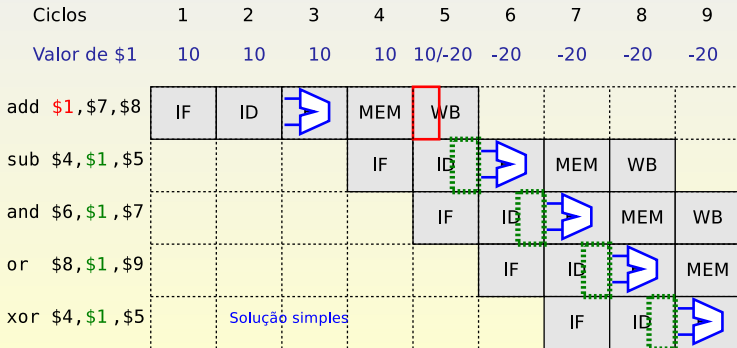 Ciclos 1 2 3 4 5 6 7 8 9
Valor de $1 10 10 10 10 10/-20 -20 -20 -20 -20
add $1,$7,$8 IF ID MEM WB
sub $4,$1,$5 IF ID MEM WB
and $6,$1,$7 IF ID MEM WB
or $8,$1,$9 IF ID MEM
xor $4,$1,$5 Solução simples IF ID